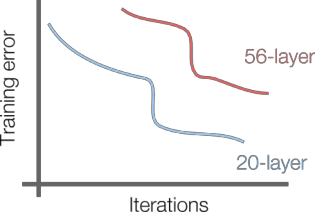 Training error
56-layer
20-layer
Iterations